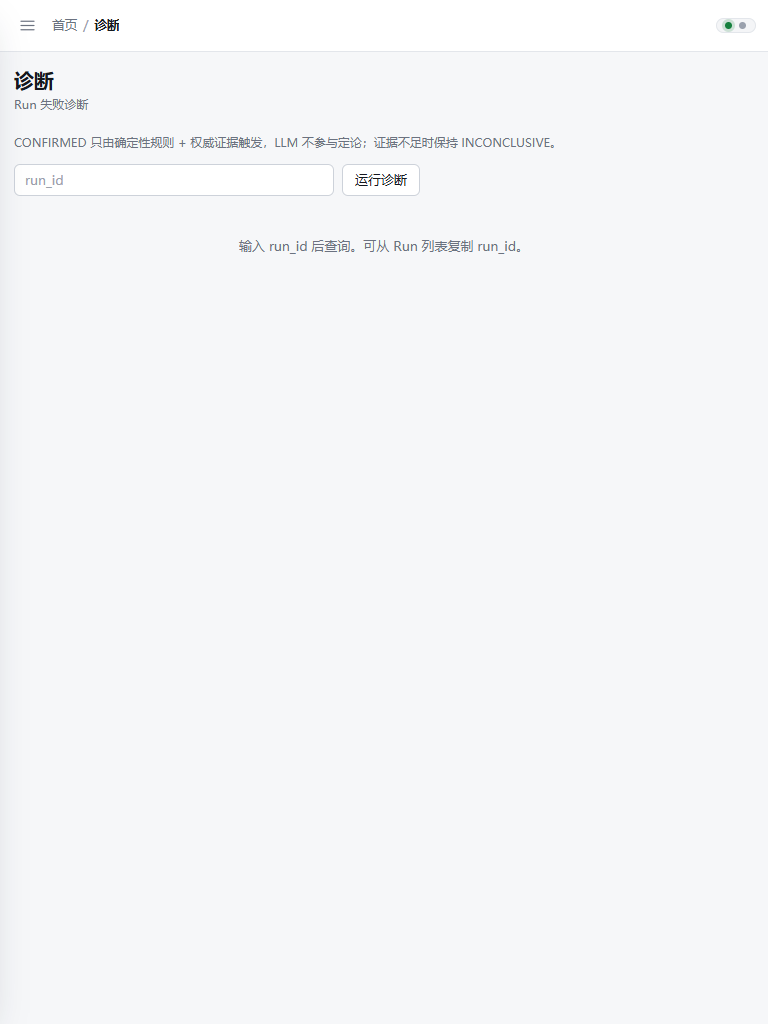 首页 / 诊断
诊断
Run 失败诊断
CONFIRMED 只由确定性规则 + 权威证据触发，LLM 不参与定论；证据不足时保持 INCONCLUSIVE。
run_id
运行诊断
输入 run_id 后查询。可从 Run 列表复制 run_id。